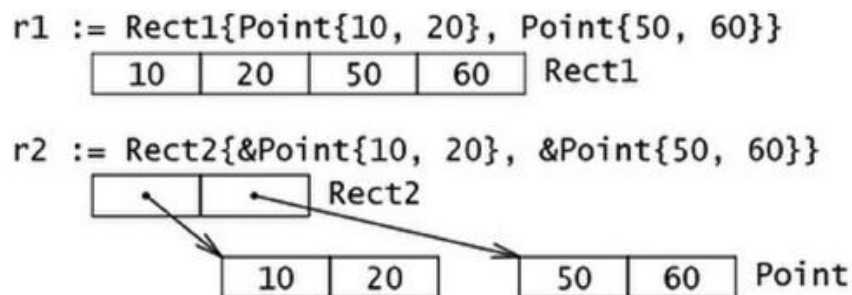 r1 := Rect1{Point{10, 20}, Point{50, 60}}
10 20 50 60 Rect1
r2 := Rect2{&Point{10, 20}, &Point{50, 60}}
Rect2
10 20 50 60 Point